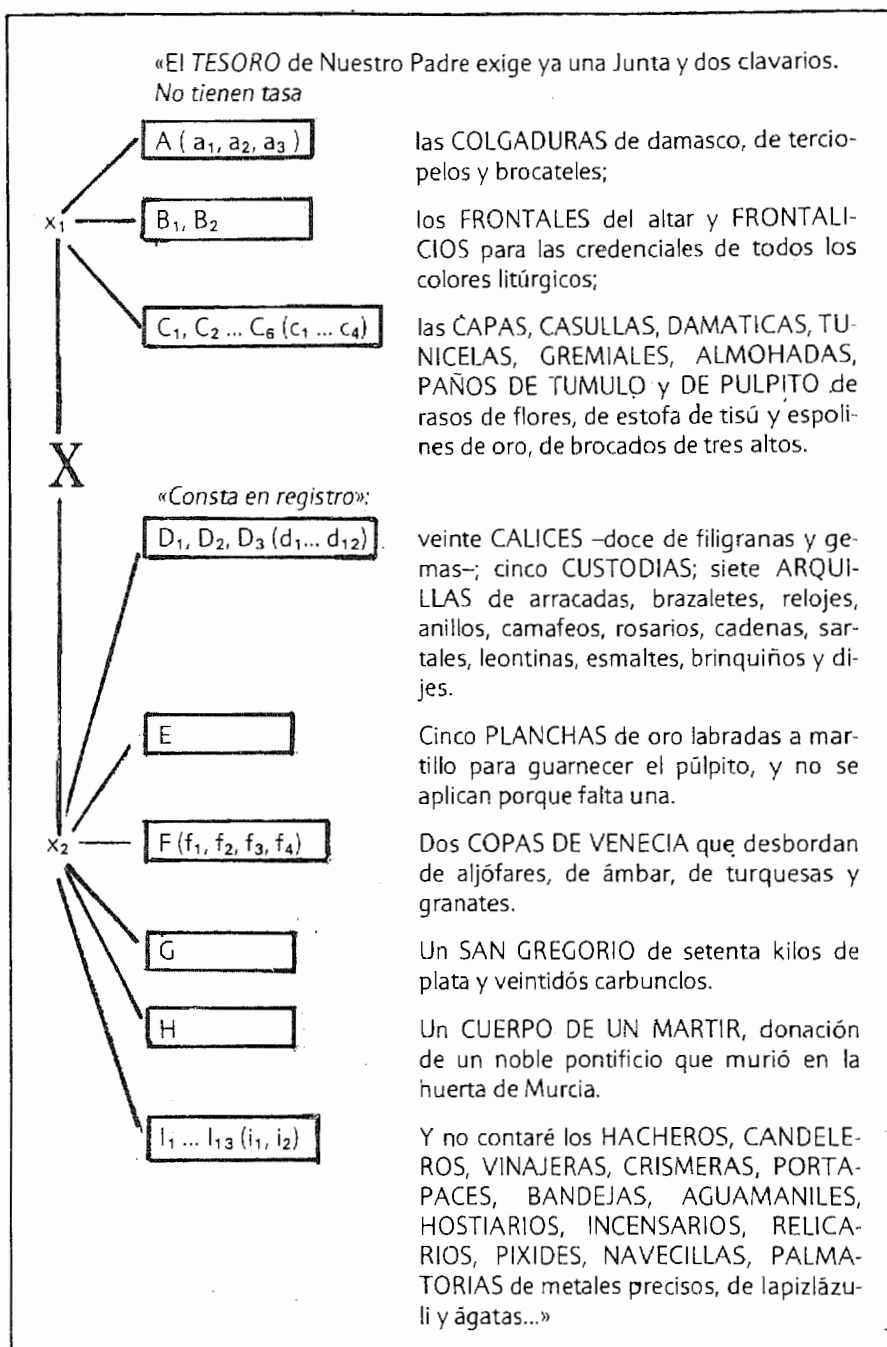 «El TESORO de Nuestro Padre exige ya una Junta y dos clavarios.
No tienen tasa
A ( a₁, a₂, a₃ )
las COLGADURAS de damasco, de tercio-
pelos y brocateles;
x₁
B₁, B₂
los FRONTALES del altar y FRONTALI-
CIOS para las credenciales de todos los
colores litúrgicos;
C₁, C₂ ... C₆ (c₁ ... c₄)
las CAPAS, CASULLAS, DAMATICAS, TU-
NICELAS, GREMIALES, ALMOHADAS,
PAÑOS DE TUMULO y DE PULPITO de
rasos de flores, de estofa de tisú y espoli-
nes de oro, de brocados de tres altos.
X
«Consta en registro»:
D₁, D₂, D₃ (d₁... d₁₂)
veinte CALICES –doce de filigranas y ge-
mas–; cinco CUSTODIAS; siete ARQUI-
LLAS de arracadas, brazaletes, relojes,
anillos, camafeos, rosarios, cadenas, sar-
tales, leontinas, esmaltes, brinquiños y di-
jes.
E
Cinco PLANCHAS de oro labradas a mar-
tillo para guarnecer el púlpito, y no se
aplican porque falta una.
x₂
F (f₁, f₂, f₃, f₄)
Dos COPAS DE VENECIA que desbordan
de aljófares, de ámbar, de turquesas y
granates.
G
Un SAN GREGORIO de setenta kilos de
plata y veintidós carbunclos.
H
Un CUERPO DE UN MARTIR, donación
de un noble pontificio que murió en la
huerta de Murcia.
I₁ ... I₁₃ (i₁, i₂)
Y no contaré los HACHEROS, CANDELE-
ROS, VINAJERAS, CRISMERAS, PORTA-
PACES, BANDEJAS, AGUAMANILES,
HOSTIARIOS, INCENSARIOS, RELICA-
RIOS, PIXIDES, NAVECILLAS, PALMA-
TORIAS de metales precisos, de lapizlázu-
li y ágatas...»